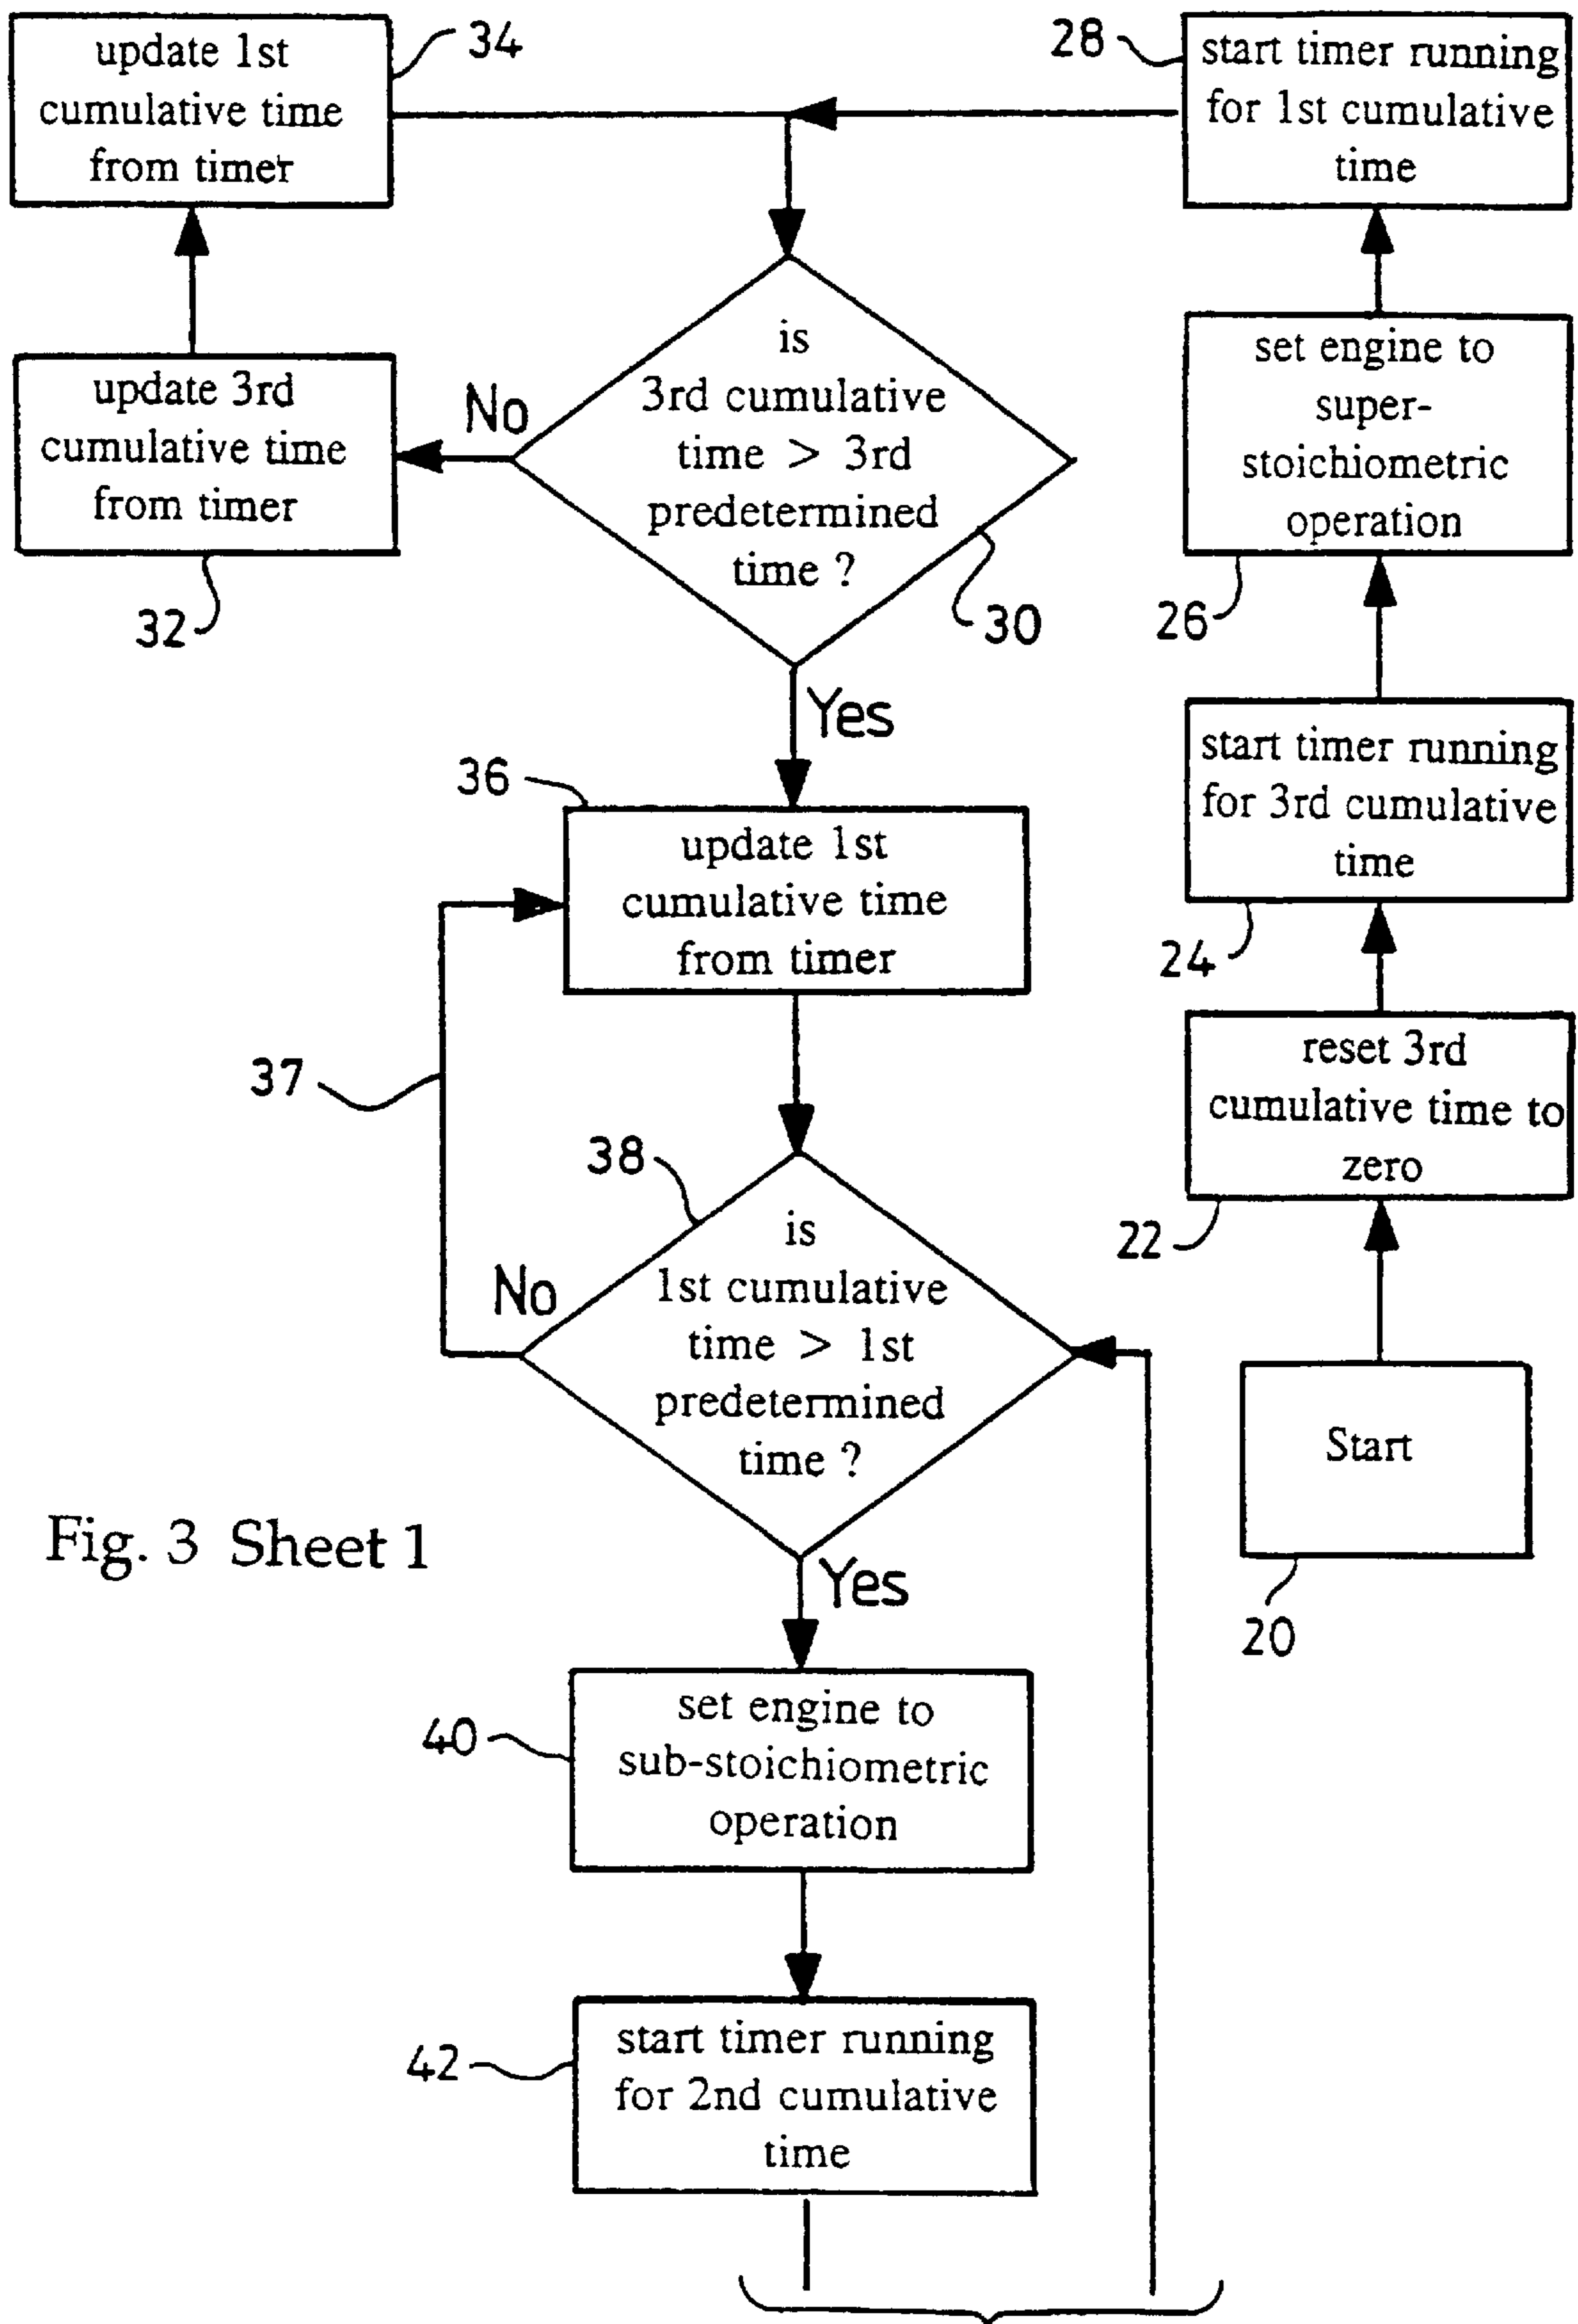 update 1st
cumulative time
from timer
34
28
start timer running
for 1st cumulative
time
is
3rd cumulative
time > 3rd
predetermined
time ?
No
Yes
30
update 3rd
cumulative time
from timer
32
set engine to
super-
stoichiometric
operation
26
36
update 1st
cumulative time
from timer
start timer running
for 3rd cumulative
time
24
37
reset 3rd
cumulative time to
zero
22
38
is
1st cumulative
time > 1st
predetermined
time ?
No
Yes
Start
20
Fig. 3 Sheet 1
40
set engine to
sub-stoichiometric
operation
42
start timer running
for 2nd cumulative
time